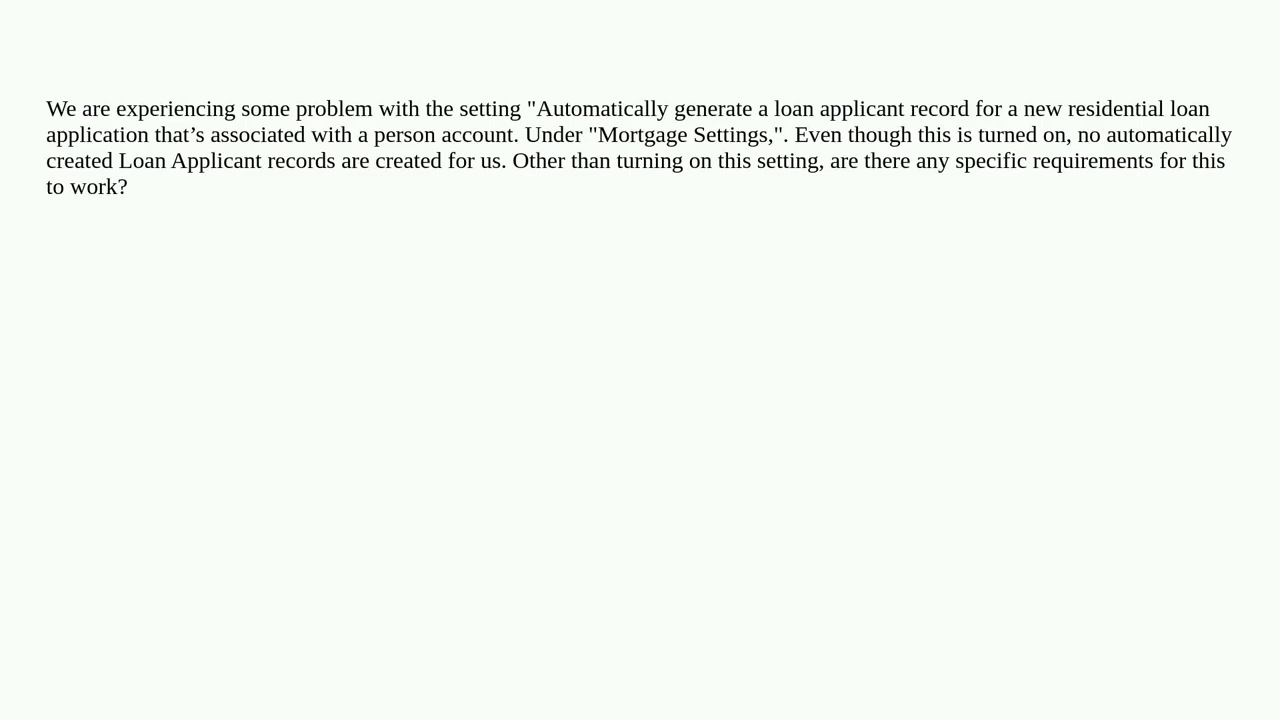 We are experiencing some problem with the setting "Automatically generate a loan applicant record for a new residential loan
application that’s associated with a person account. Under "Mortgage Settings,". Even though this is turned on, no automatically
created Loan Applicant records are created for us. Other than turning on this setting, are there any specific requirements for this
to work?